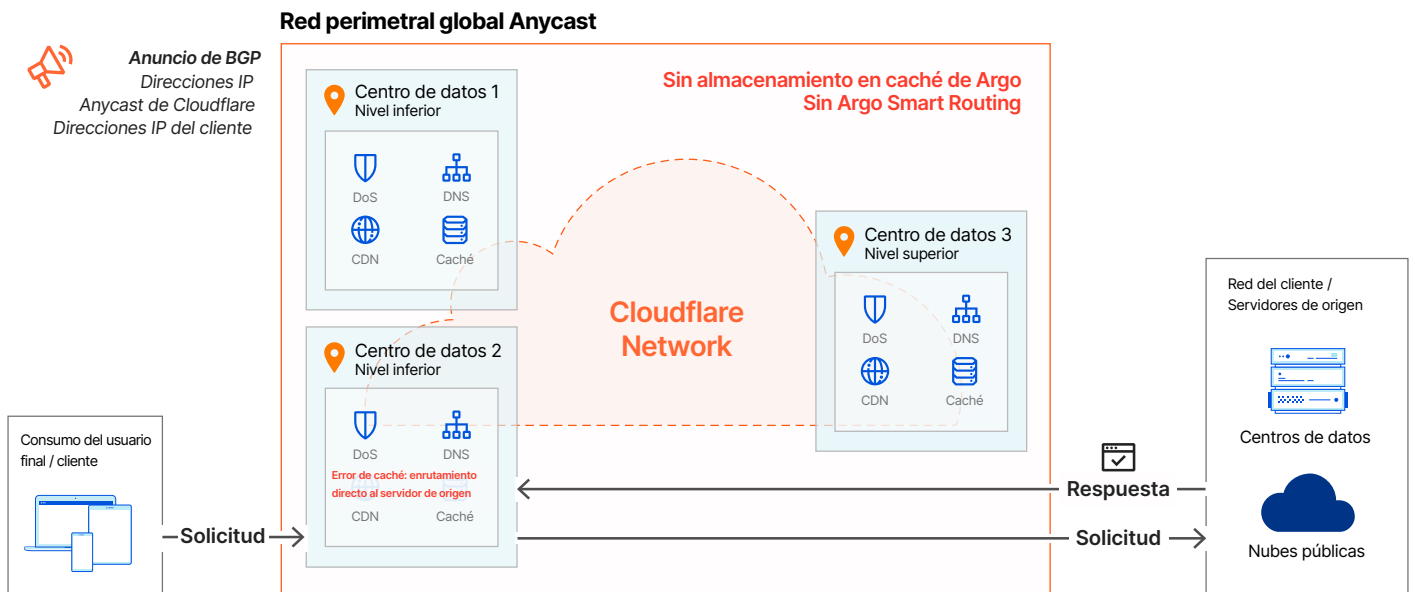 Red perimetral global Anycast
Anuncio de BGP
Direcciones IP
Anycast de Cloudflare
Direcciones IP del cliente
Sin almacenamiento en caché de Argo
Sin Argo Smart Routing
Centro de datos 1
Nivel inferior
DoS
DNS
CDN
Caché
Centro de datos 2
Nivel inferior
DoS
DNS
Error de caché: enrutamiento
directo al servidor de origen
CDN
Caché
Cloudflare
Network
Centro de datos 3
Nivel superior
DoS
DNS
CDN
Caché
Consumo del usuario
final / cliente
Solicitud
Respuesta
Solicitud
Red del cliente /
Servidores de origen
Centros de datos
Nubes públicas